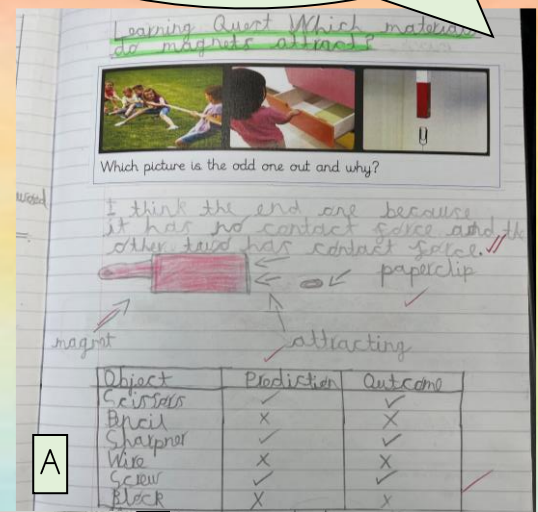 Learning Quest Which materials
do magnets attract?
Which picture is the odd one out and why?
I think the end one because
it has no contact force and the
other two has contact force.
paperclip
magnet
attracting
Object Prediction Outcome
Scissors ✓ ✓
Pencil X X
Sharpner ✓ ✓
Wire X X
Screw ✓ ✓
Block X X
A